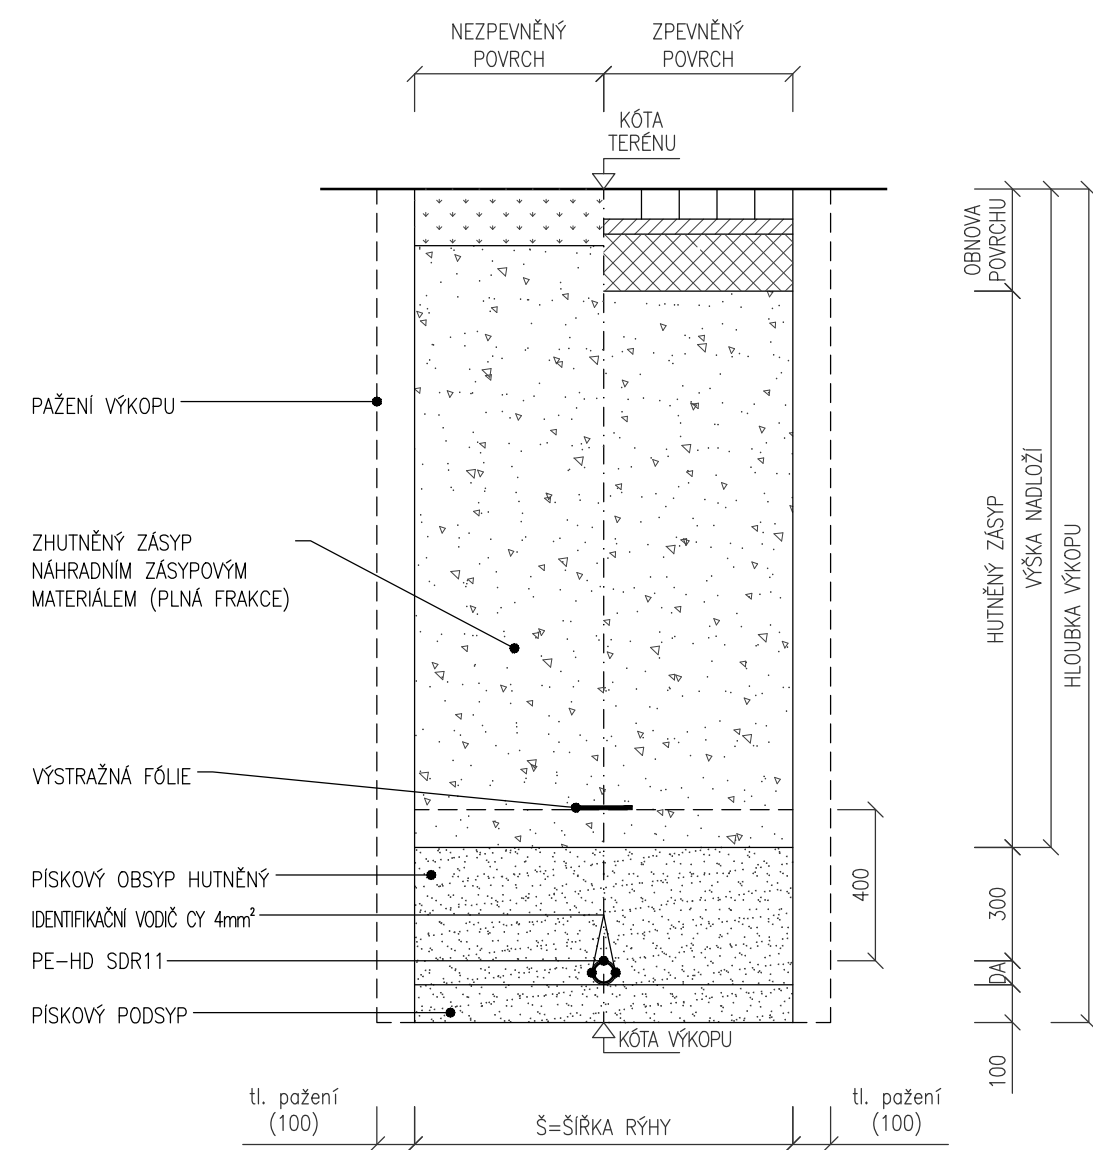 NEZPEVNĚNÝ
POVRCH
ZPEVNĚNÝ
POVRCH
KÓTA
TERÉNU
OBNOVA
POVRCHU
PAŽENÍ VÝKOPU
ZHUTNĚNÝ ZÁSYP
NÁHRADNÍM ZÁSYPOVÝM
MATERIÁLEM (PLNÁ FRAKCE)
HUTNĚNÝ ZÁSYP
VÝŠKA NADLOŽÍ
HLOUBKA VÝKOPU
VÝSTRAŽNÁ FÓLIE
PÍSKOVÝ OBSYP HUTNĚNÝ
400
300
IDENTIFIKAČNÍ VODIČ CY 4mm²
PE-HD SDR11
DA
PÍSKOVÝ PODSYP
KÓTA VÝKOPU
100
tl. pažení
(100)
Š=ŠÍŘKA RÝHY
tl. pažení
(100)